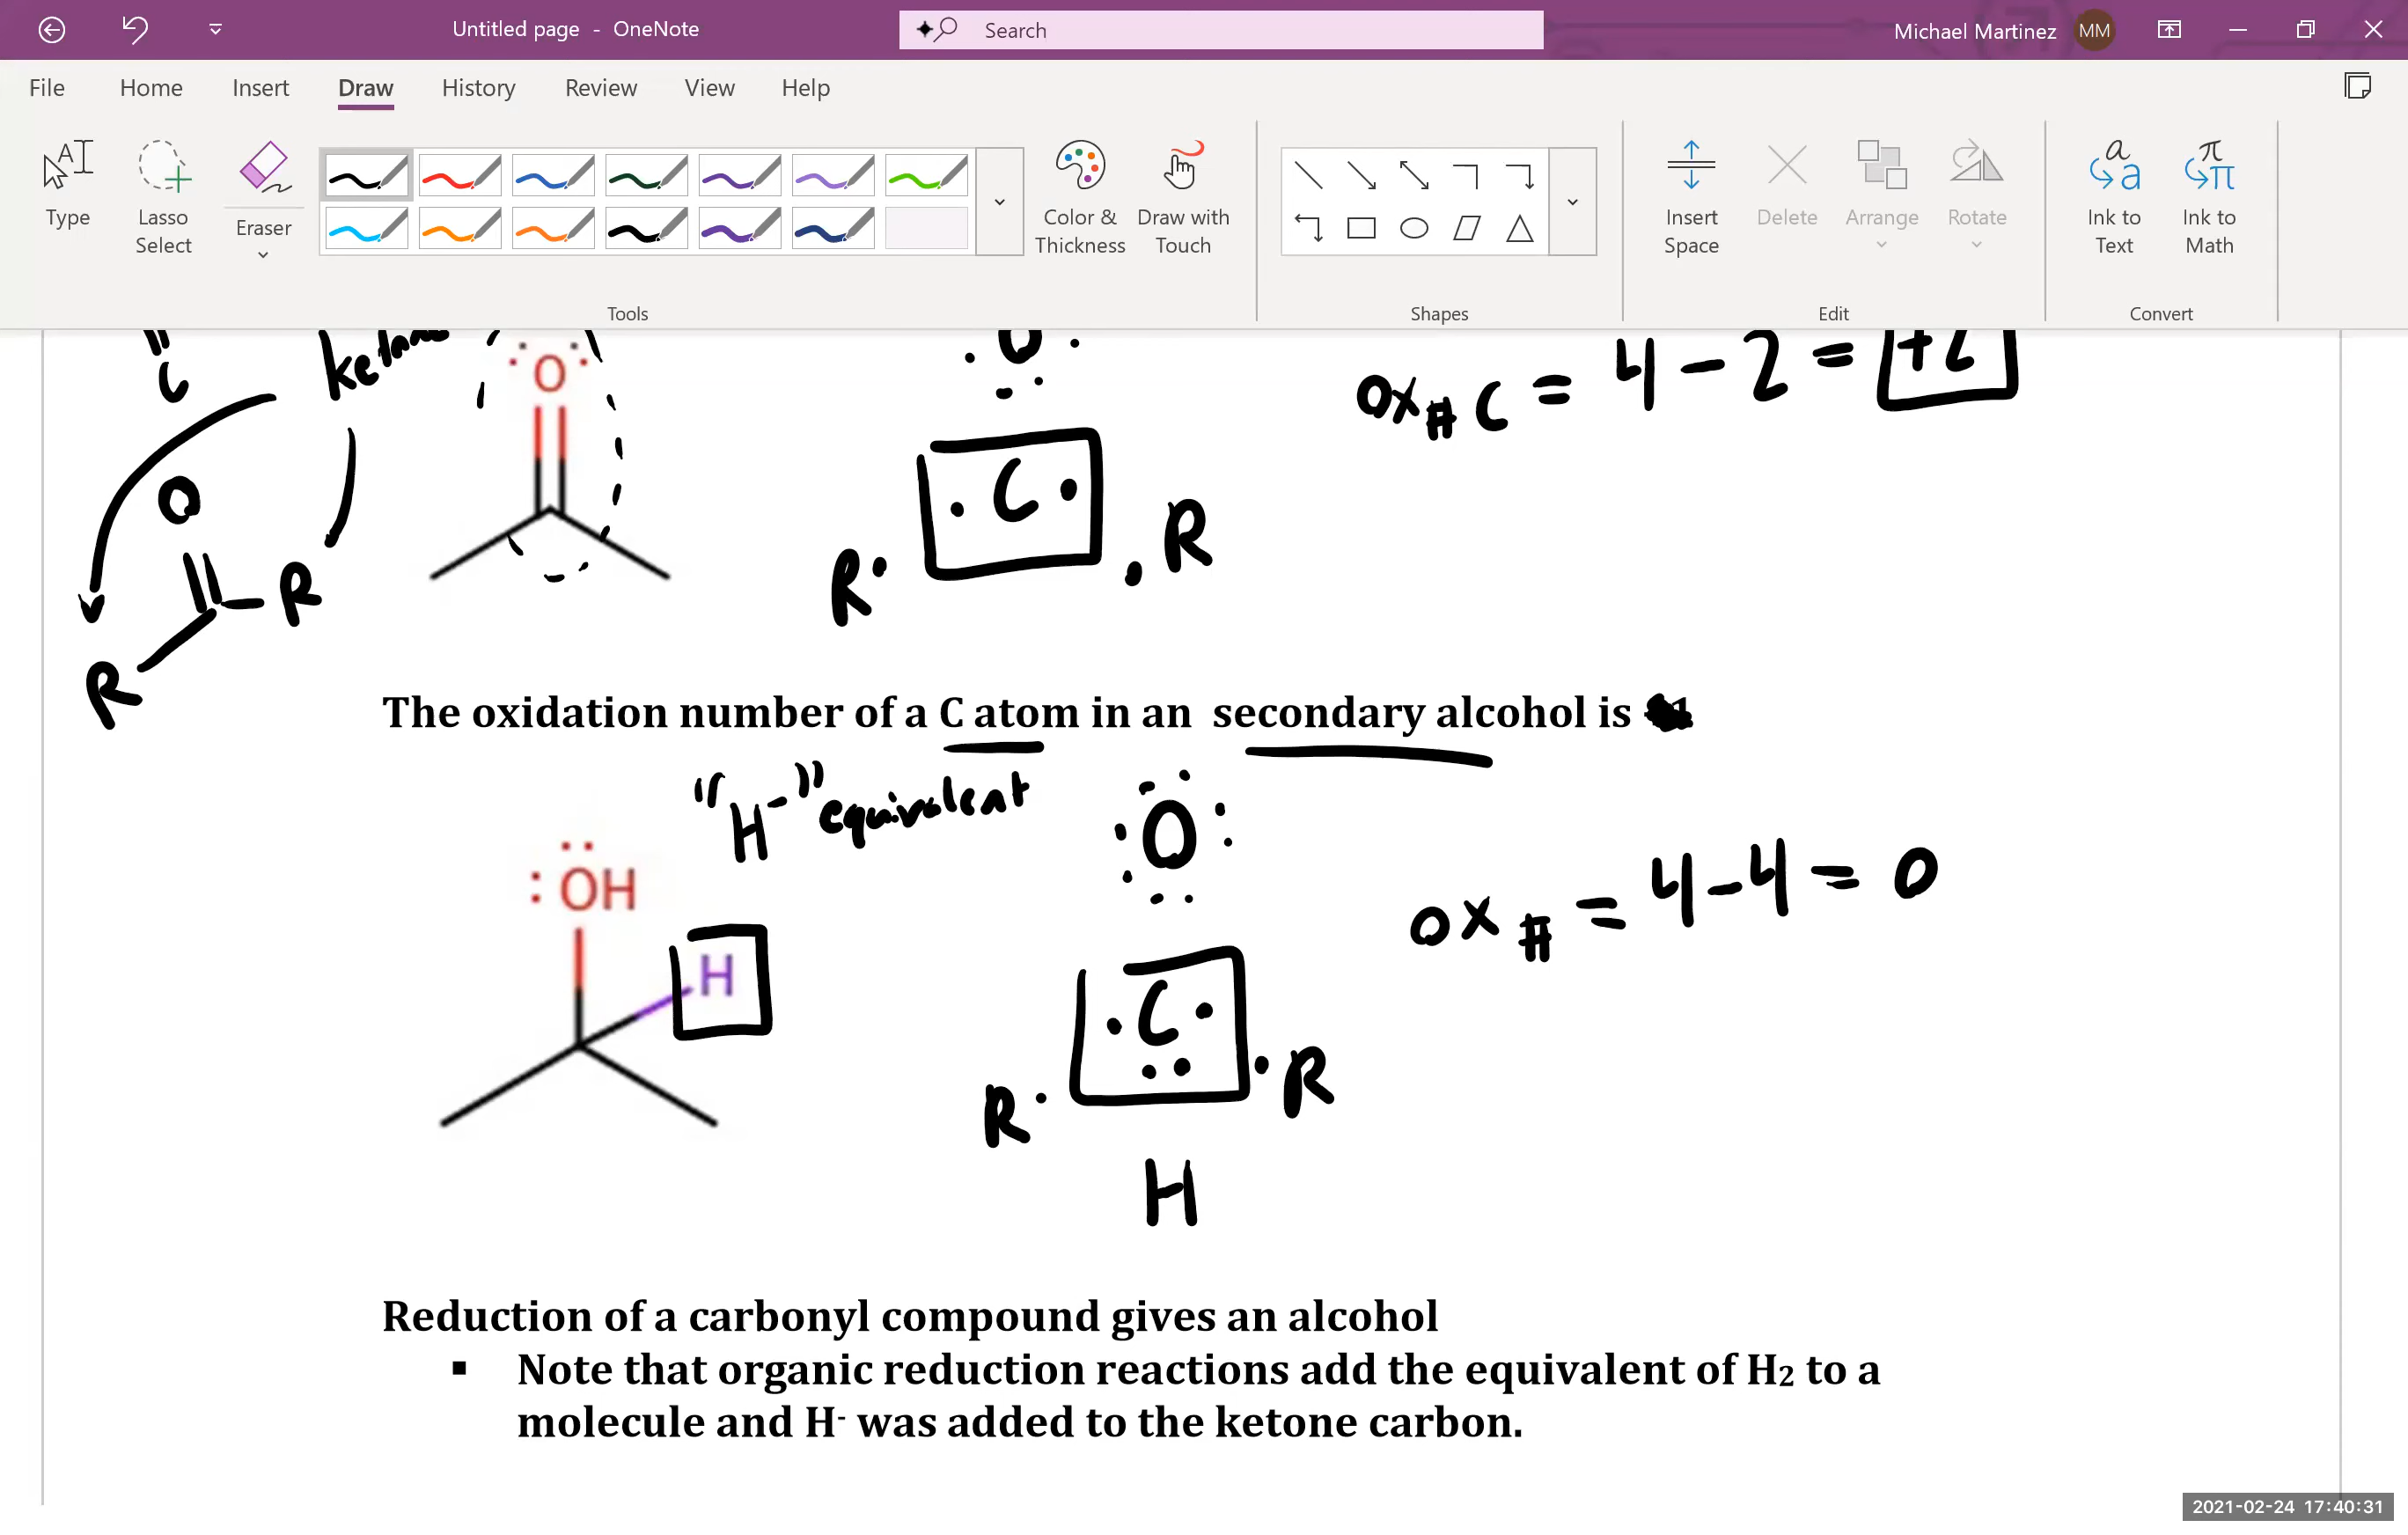 Untitled page - OneNote
Search
Michael Martinez MM
File Home Insert Draw History Review View Help
Type
Lasso Select
Eraser
Color & Thickness
Draw with Touch
Insert Space
Delete
Arrange
Rotate
Ink to Text
Ink to Math
Tools
Shapes
Edit
Convert
C
O
O
ox# C = 4 - 2 = +2
O
C
R R
R
R
The oxidation number of a C atom in an secondary alcohol is
"H-" equivalent
O
:OH
ox# = 4 - 4 = 0
H
C
R R
H
Reduction of a carbonyl compound gives an alcohol
▪ Note that organic reduction reactions add the equivalent of H₂ to a
molecule and H⁻ was added to the ketone carbon.
2021-02-24 17:40:31